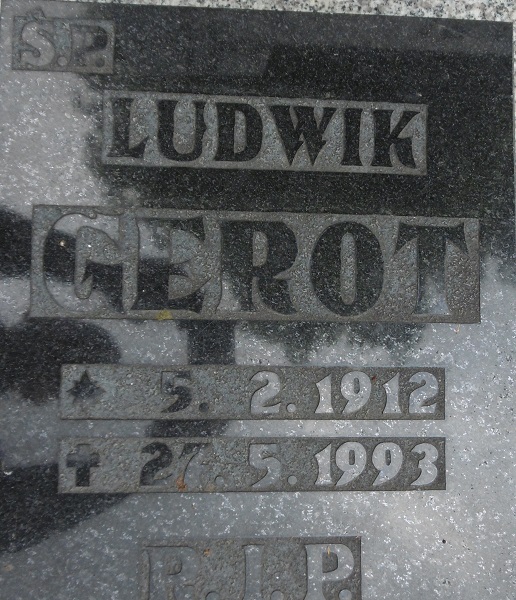 Ś.P.
LUDWIK
GEROT
* 5. 2. 1912
✝ 27. 5. 1993
R.I.P.